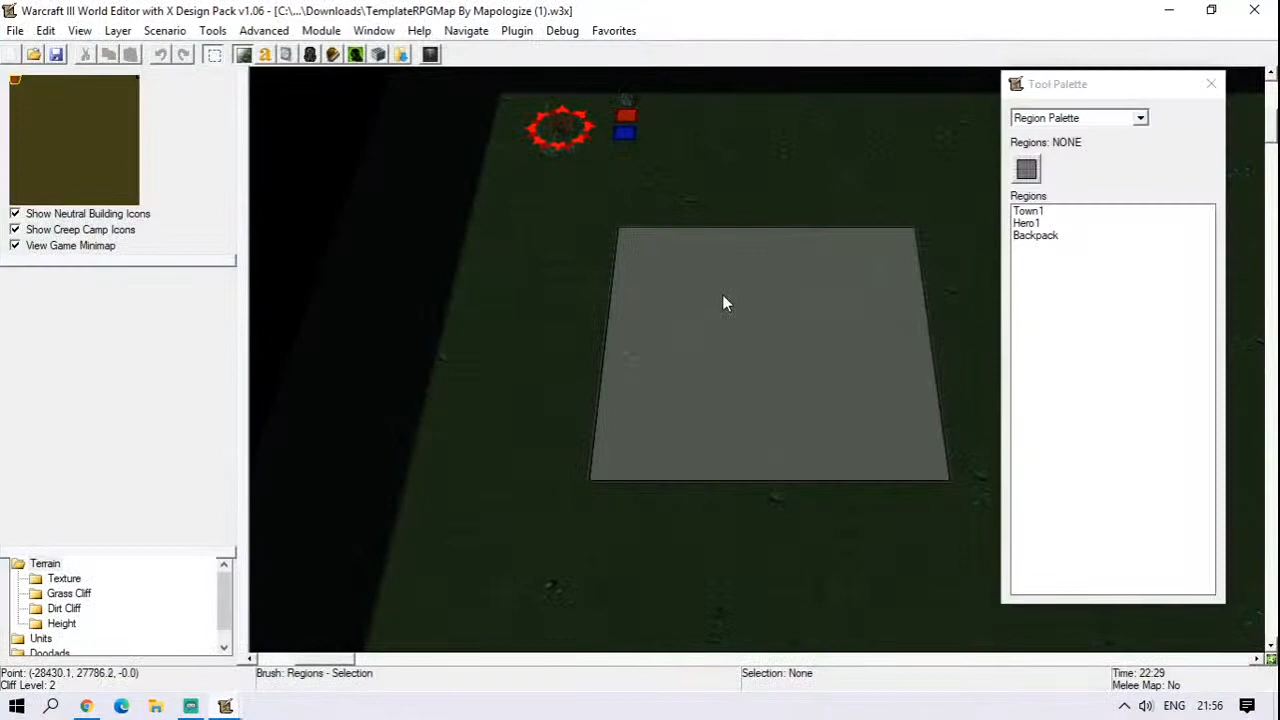 Warcraft III World Editor with X Design Pack v1.06 - [C:\...\Downloads\TemplateRPGMap By Mapologize (1).w3x]
File Edit View Layer Scenario Tools Advanced Module Window Help Navigate Plugin Debug Favorites
Tool Palette
Region Palette
Regions: NONE
Regions
Town1
Hero1
Backpack
Show Neutral Building Icons
Show Creep Camp Icons
View Game Minimap
Terrain
Texture
Grass Cliff
Dirt Cliff
Height
Units
Doodads
Point: (-28430.1, 27786.2, -0.0)
Cliff Level: 2
Brush: Regions - Selection
Selection: None
Time: 22:29
Melee Map: No
ENG 21:56